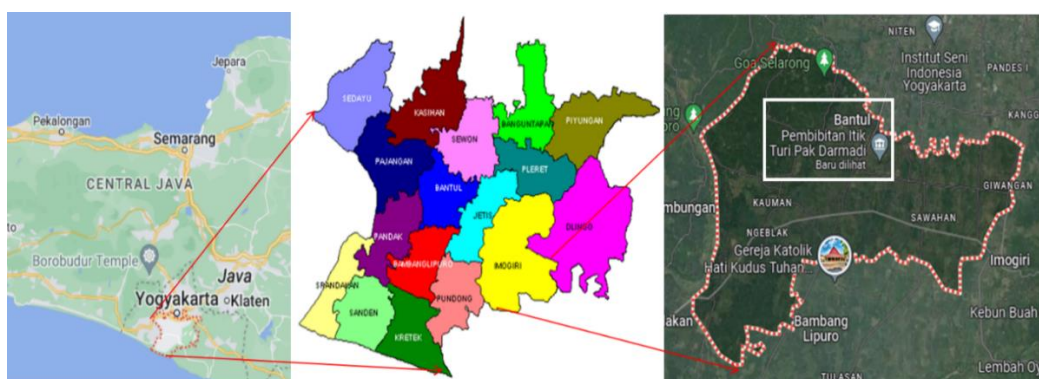 Jepara
Pekalongan
Semarang
CENTRAL JAVA
Borobudur Temple
Java
Yogyakarta
Klaten
SEDAYU
KASIHAN
BANGUNTAPAN
PIYUNGAN
SEWON
PAJANGAN
PLERET
BANTUL
JETIS
DLINGO
PANDAK
BAMBANGLIPURO
IMOGIRI
SRANDAKAN
PUNDONG
SANDEN
KRETEK
NITEN
Goa Selarong
Institut Seni
Indonesia
Yogyakarta
PANDES I
Bantul
Pembibitan Itik
Turi Pak Darmadi
Baru dilihat
KANGG
GIWANGAN
KAUMAN
SAWAHAN
NGEBLAK
Gereja Katolik
Hati Kudus Tuhan...
Imogiri
Kebun Buah
Bambang
Lipuro
Lembah Oy
TULASAN